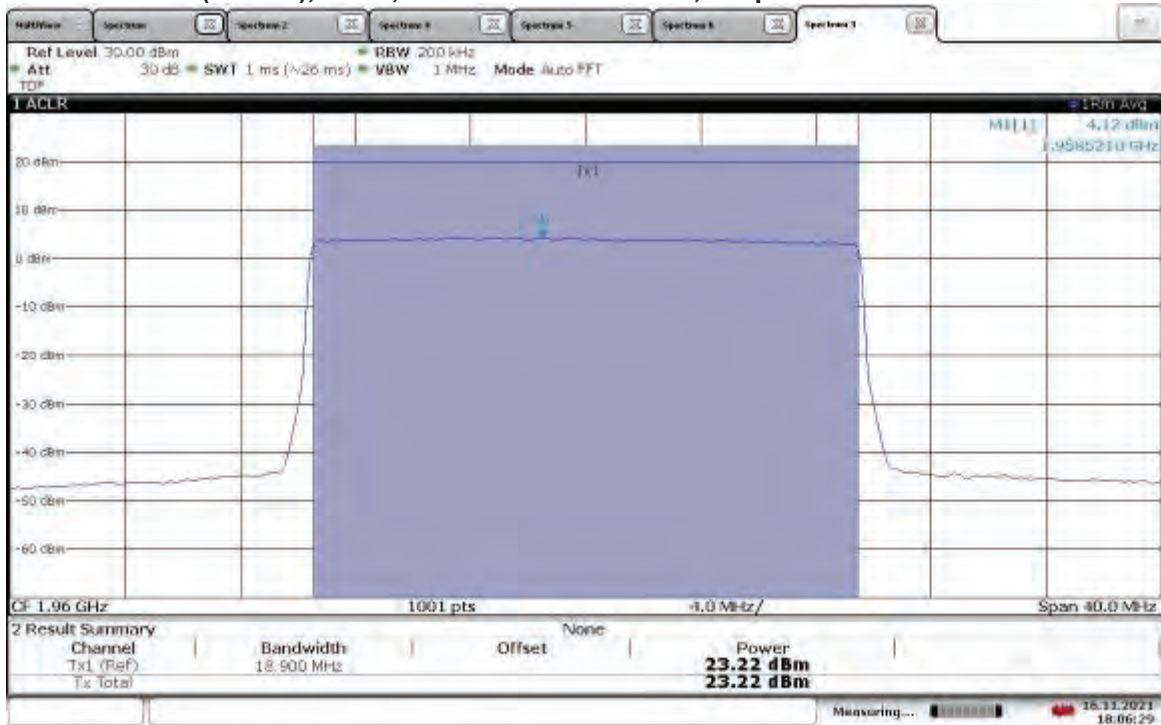 MultiView Spectrum Spectrum 2 Spectrum 4 Spectrum 5 Spectrum 6 Spectrum 3
Ref Level 30.00 dBm RBW 200 kHz
Att 30 dB SWT 1 ms (~26 ms) VBW 1 MHz Mode Auto FFT
TDF
1 ACLR 1Rm Avg
M1[1] 4.12 dBm
1.9585210 GHz
Tx1
20 dBm
10 dBm
0 dBm
-10 dBm
-20 dBm
-30 dBm
-40 dBm
-50 dBm
-60 dBm
CF 1.96 GHz 1001 pts 4.0 MHz/ Span 40.0 MHz
2 Result Summary None
Channel Bandwidth Offset Power
Tx1 (Ref) 18.900 MHz 23.22 dBm
Tx Total 23.22 dBm
Measuring... 16.11.2021
18:06:29